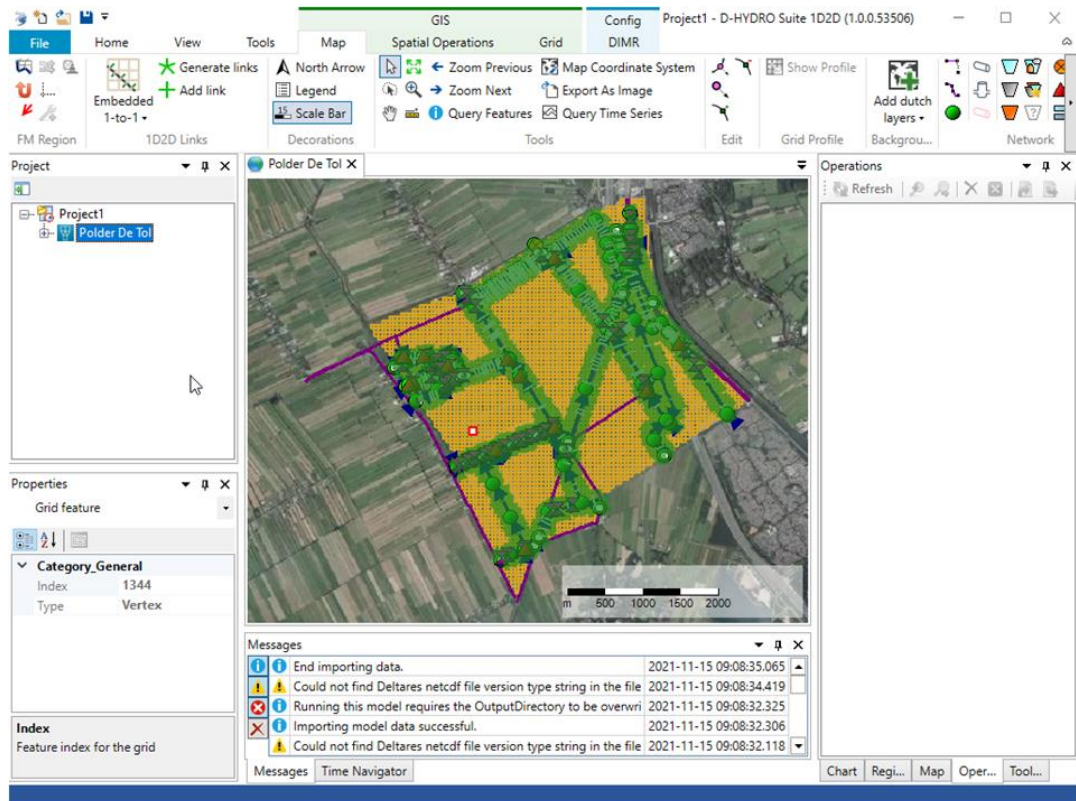 GIS Config Project1 - D-HYDRO Suite 1D2D (1.0.0.53506)
File Home View Tools Map Spatial Operations Grid DIMR
Generate links North Arrow Zoom Previous Map Coordinate System Show Profile
Embedded 1-to-1 Add link Legend Zoom Next Export As Image Add dutch layers
15 Scale Bar Query Features Query Time Series
FM Region 1D2D Links Decorations Tools Edit Grid Profile Backgrou... Network
Project
Project1
Polder De Tol
Polder De Tol
m 500 1000 1500 2000
Operations
Refresh
Properties
Grid feature
Category_General
Index 1344
Type Vertex
Index
Feature index for the grid
Messages
End importing data. 2021-11-15 09:08:35.065
Could not find Deltares netcdf file version type string in the file 2021-11-15 09:08:34.419
Running this model requires the OutputDirectory to be overwri 2021-11-15 09:08:32.325
Importing model data successful. 2021-11-15 09:08:32.306
Could not find Deltares netcdf file version type string in the file 2021-11-15 09:08:32.118
Messages Time Navigator
Chart Regi... Map Oper... Tool...